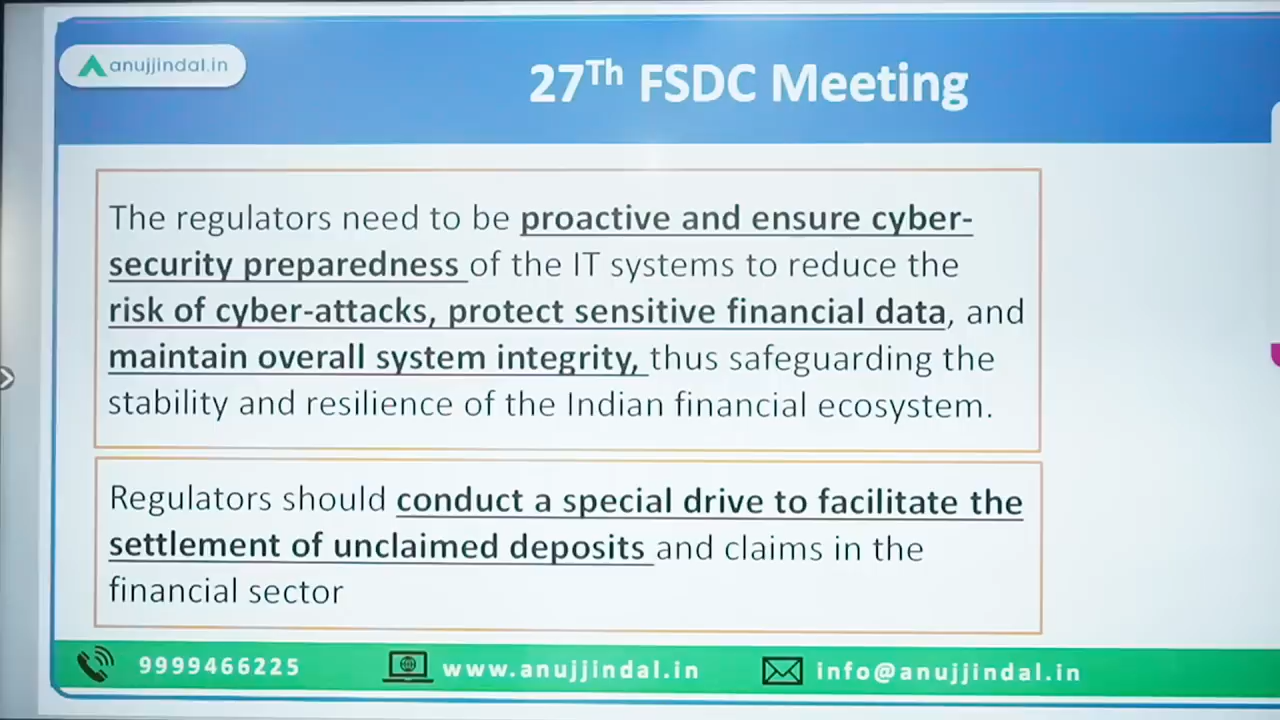 anujjindal.in
27Th FSDC Meeting
The regulators need to be proactive and ensure cyber-
security preparedness of the IT systems to reduce the
risk of cyber-attacks, protect sensitive financial data, and
maintain overall system integrity, thus safeguarding the
stability and resilience of the Indian financial ecosystem.
Regulators should conduct a special drive to facilitate the
settlement of unclaimed deposits and claims in the
financial sector
9999466225
www.anujjindal.in
info@anujjindal.in